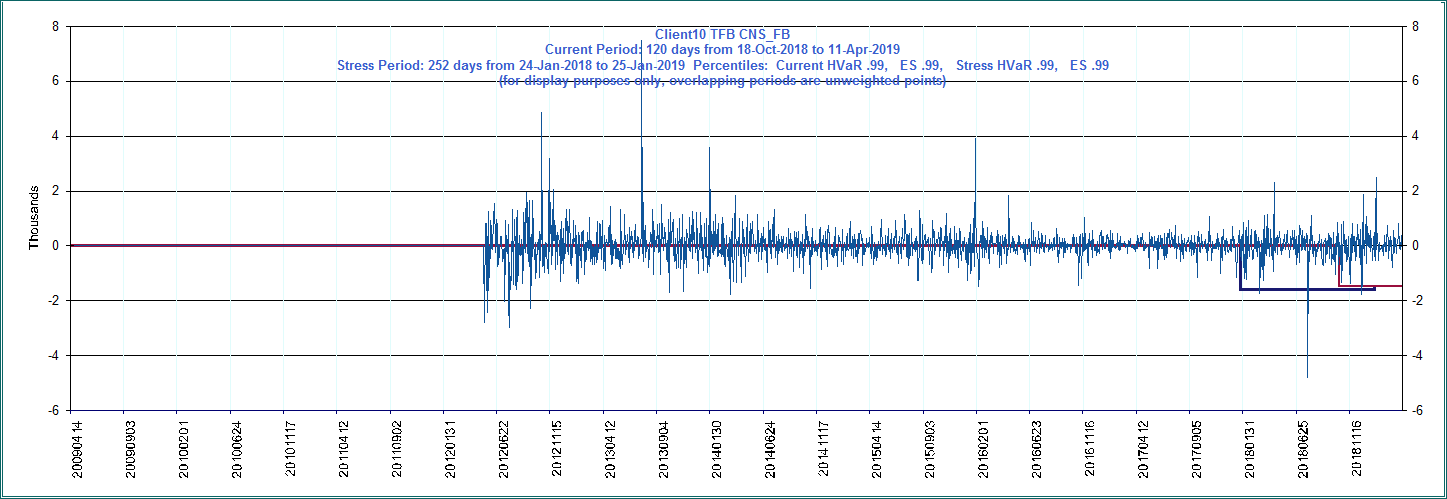 Client10 TFB CNS_FB
Current Period: 120 days from 18-Oct-2018 to 11-Apr-2019
Stress Period: 252 days from 24-Jan-2018 to 25-Jan-2019  Percentiles:  Current HVaR .99,   ES .99,   Stress HVaR .99,   ES .99
(for display purposes only, overlapping periods are unweighted points)
8 8
6 6
4 4
2 2
0 0
-2 -2
-4 -4
-6 -6
Thousands
20090414 20090903 20100201 20100624 20101117 20110412 20110902 20120131 20120622 20121115 20130412 20130904 20140130 20140624 20141117 20150414 20150903 20160201 20160623 20161116 20170412 20170905 20180131 20180625 20181116